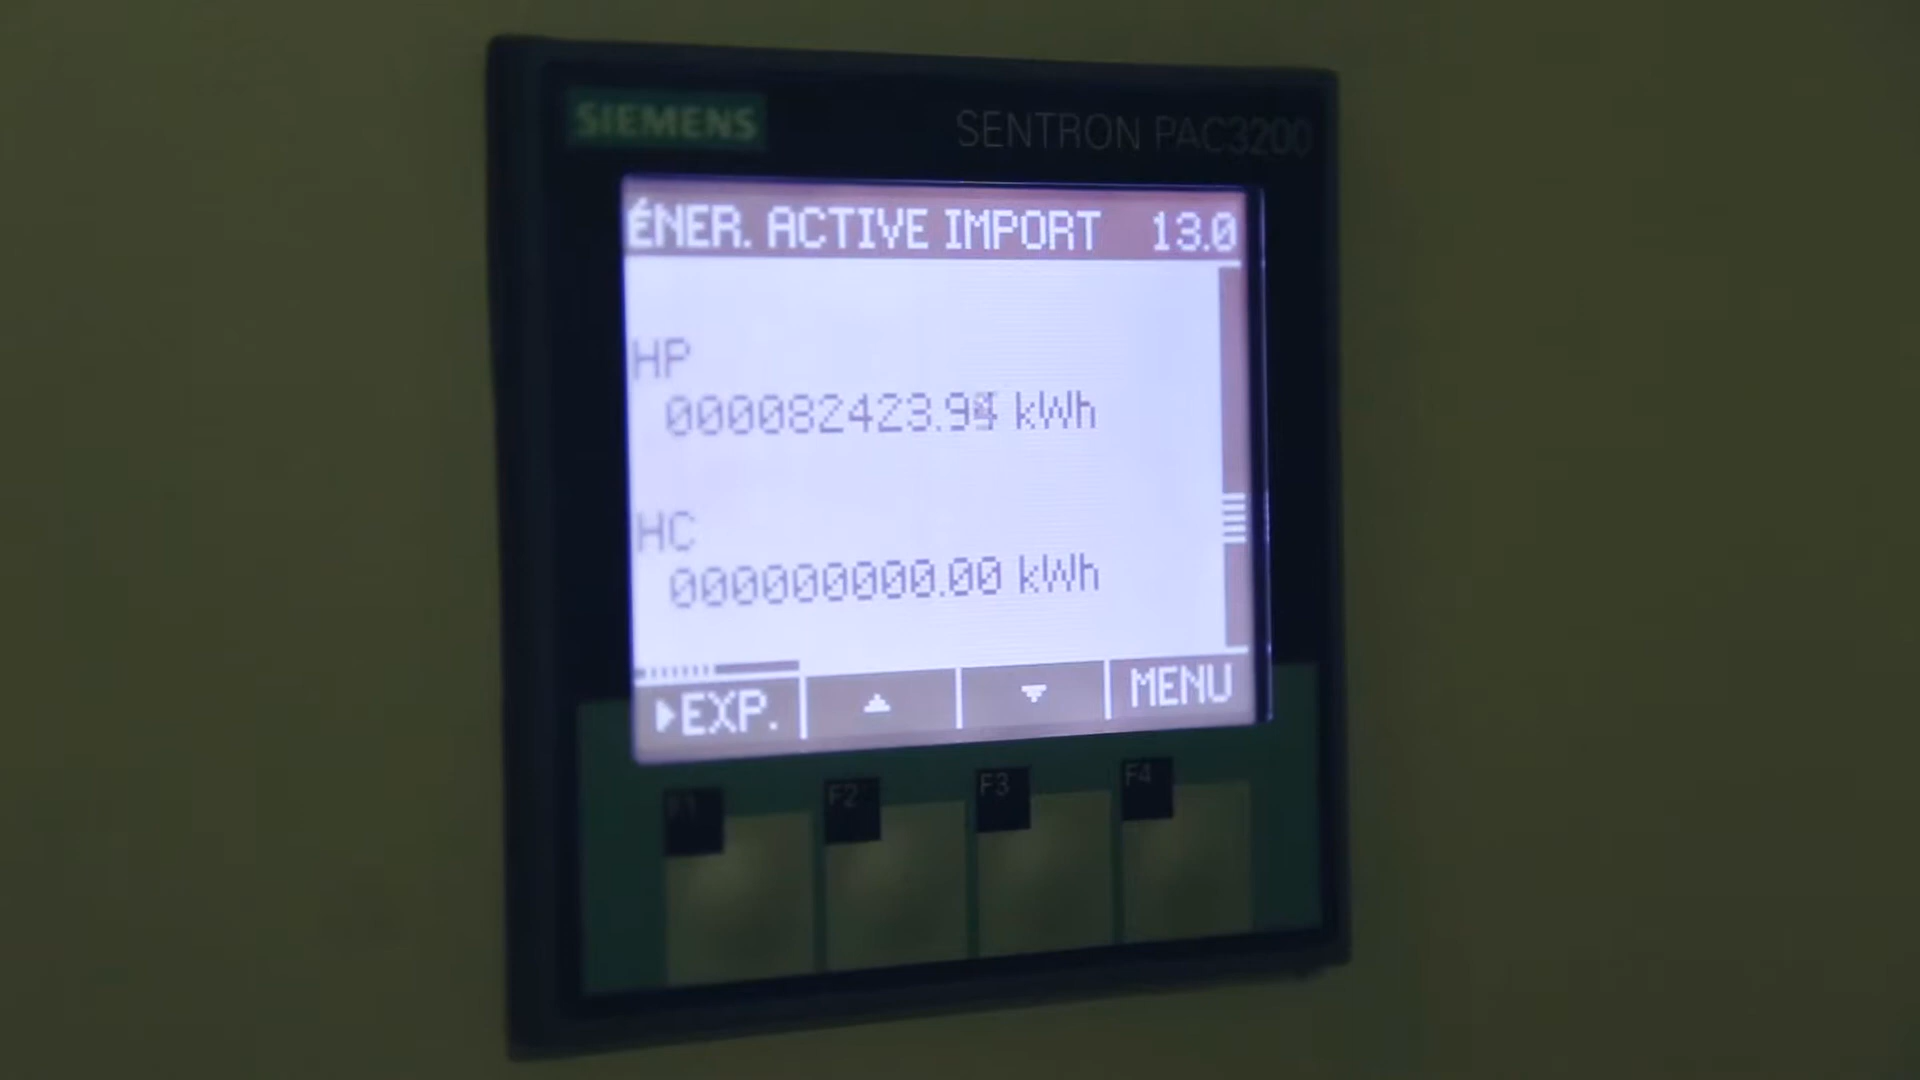 SIEMENS
SENTRON PAC3200
ÉNER. ACTIVE IMPORT 13.0
HP
000082423.94 kWh
HC
000000000.00 kWh
▶EXP. ▲ ▼ MENU
F1 F2 F3 F4